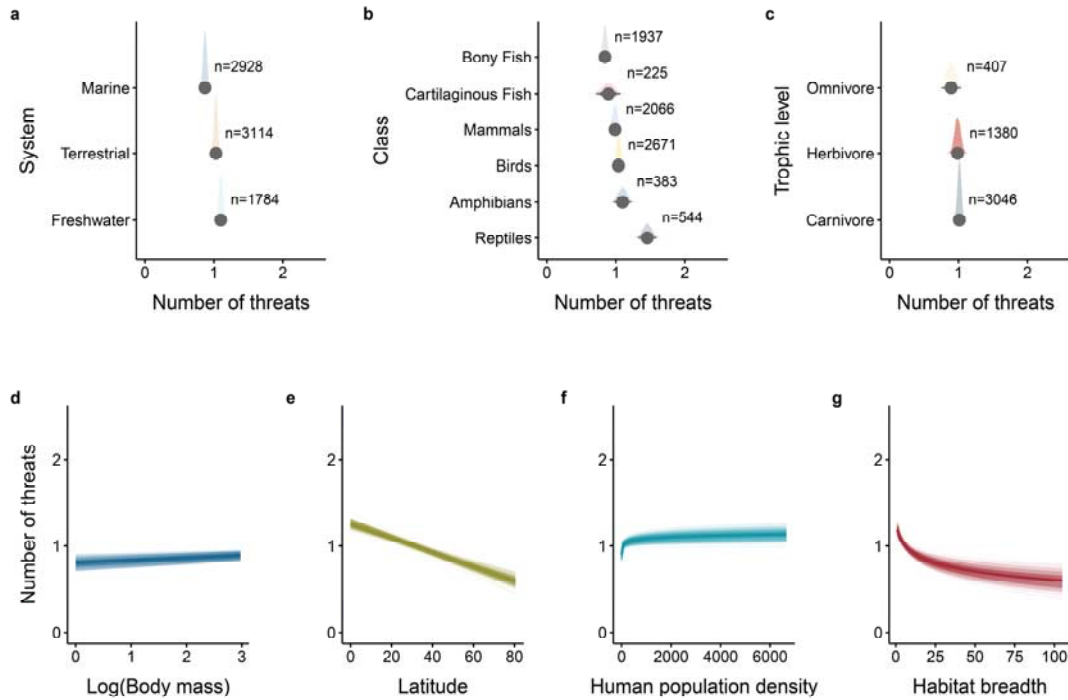 a
n=2928
Marine
n=3114
Terrestrial
n=1784
Freshwater
System
0 1 2
Number of threats
b
n=1937
Bony Fish
n=225
Cartilaginous Fish
n=2066
Mammals
n=2671
Birds
n=383
Amphibians
n=544
Reptiles
Class
0 1 2
Number of threats
c
n=407
Omnivore
n=1380
Herbivore
n=3046
Carnivore
Trophic level
0 1 2
Number of threats
d
Number of threats
2
1
0
0 1 2 3
Log(Body mass)
e
2
1
0
0 20 40 60 80
Latitude
f
2
1
0
0 2000 4000 6000
Human population density
g
2
1
0
0 25 50 75 100
Habitat breadth